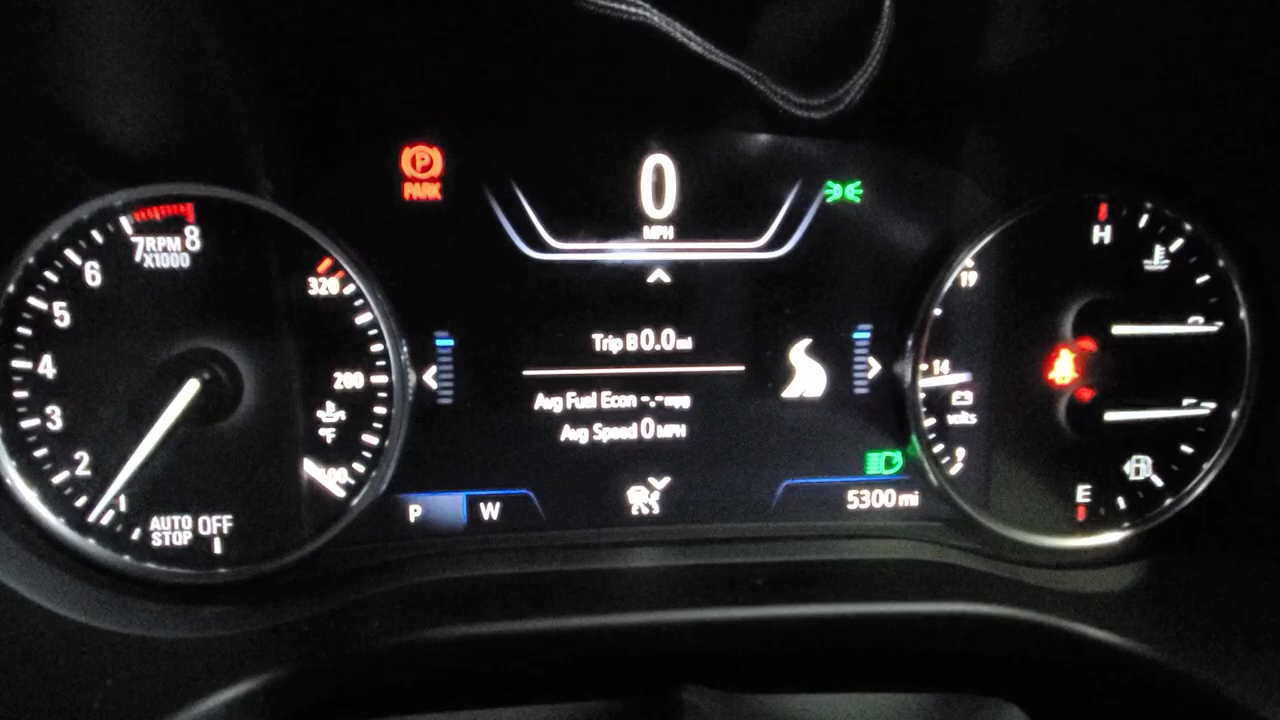 0
MPH
PARK
7 RPM 8
X1000
6
5
4
3
2
1
AUTO
STOP
OFF
320
200
°F
100
Trip B 0.0 mi
Avg Fuel Econ -.- mpg
Avg Speed 0 MPH
P W
5300 mi
19
14
volts
9
H
E